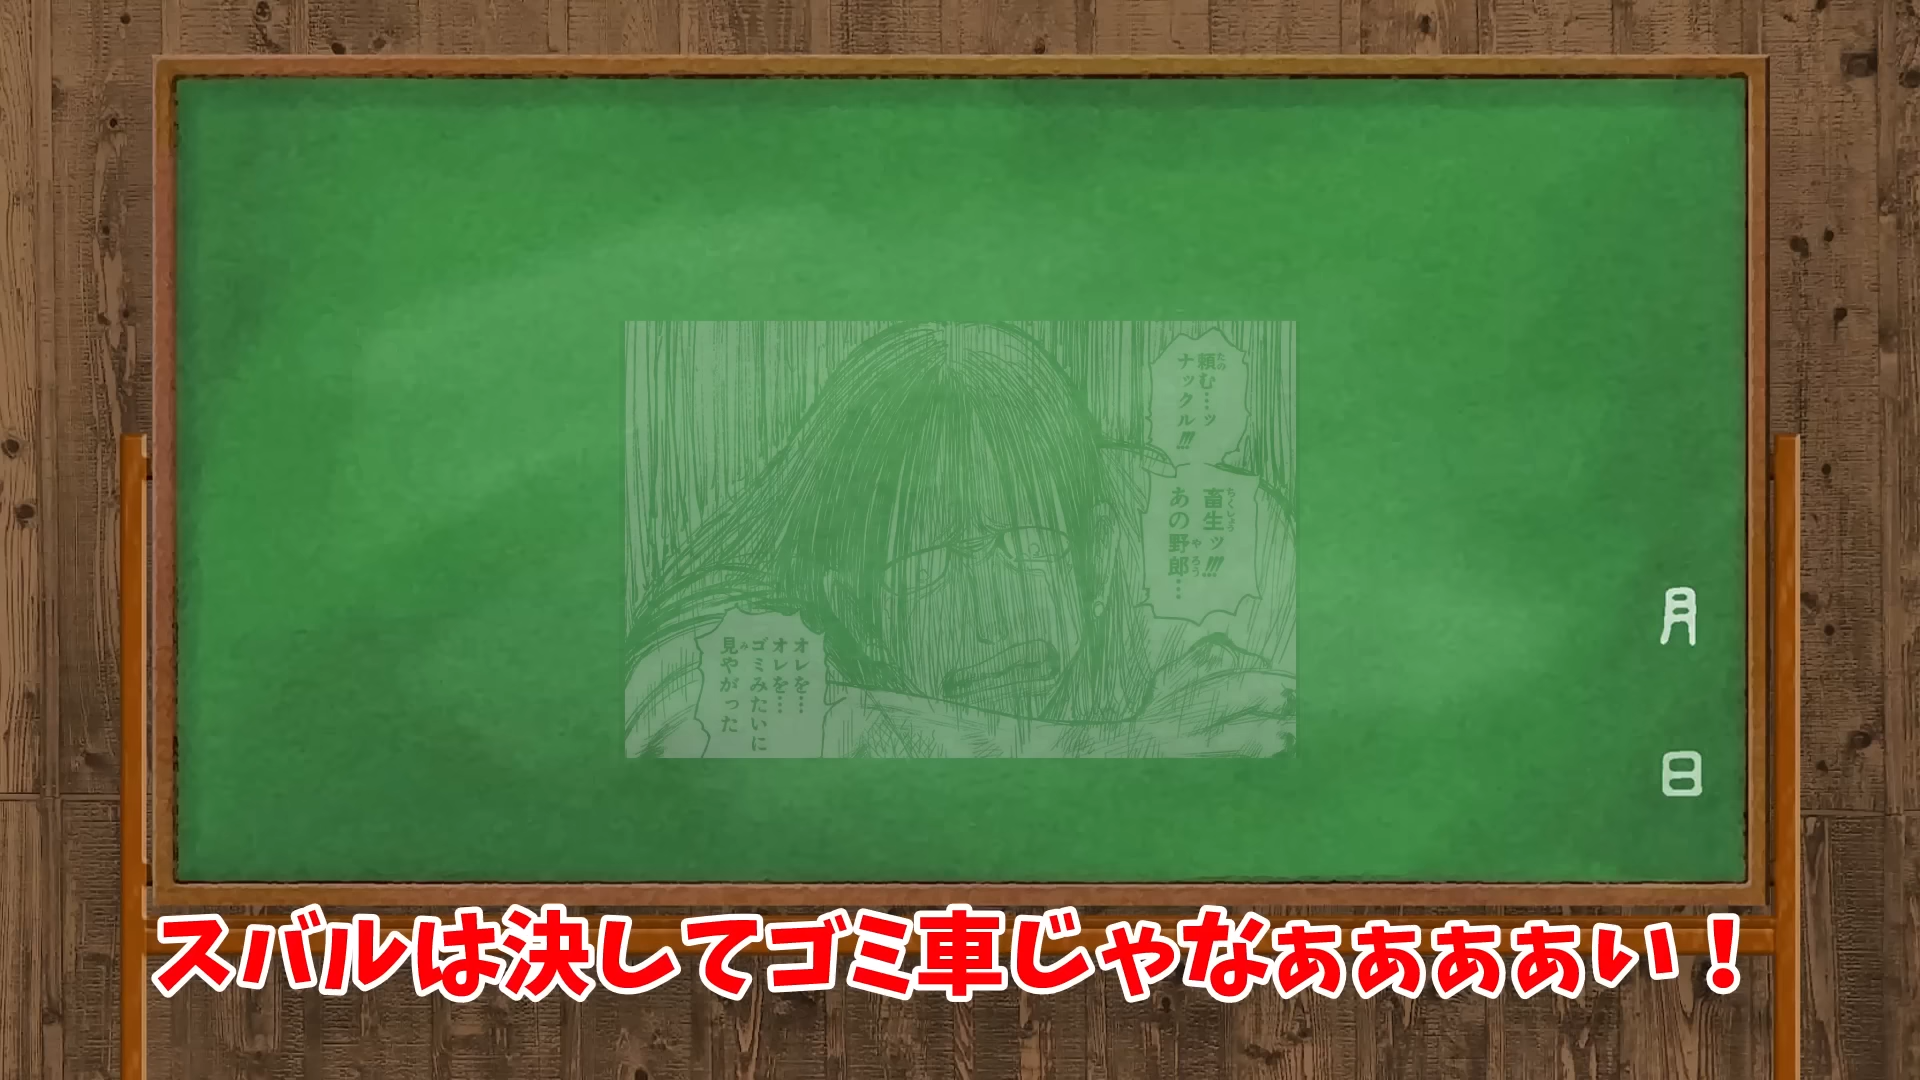 頼む…ッ
ナックル!!!
畜生ッ!!!
あの野郎…
オレを…
オレを…
ゴミみたいに
見やがった
月
日
スバルは決してゴミ車じゃなぁぁぁぁい！